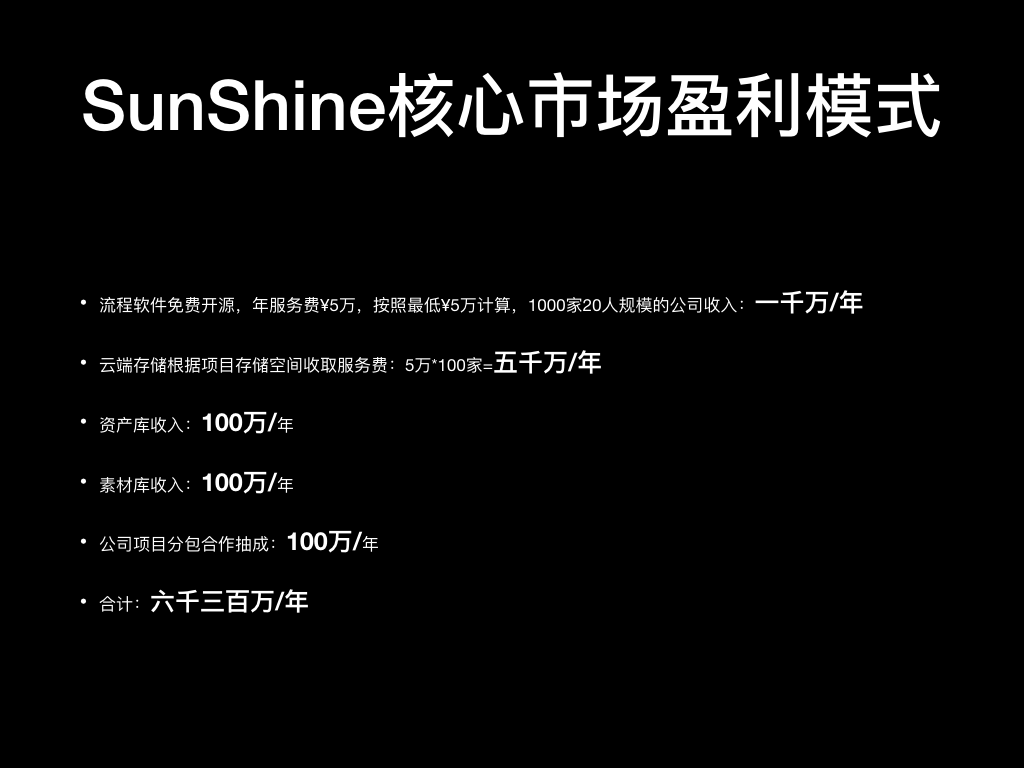 SunShine核心市场盈利模式
• 流程软件免费开源，年服务费¥5万，按照最低¥5万计算，1000家20人规模的公司收入：一千万/年
• 云端存储根据项目存储空间收取服务费：5万*100家=五千万/年
• 资产库收入：100万/年
• 素材库收入：100万/年
• 公司项目分包合作抽成：100万/年
• 合计：六千三百万/年